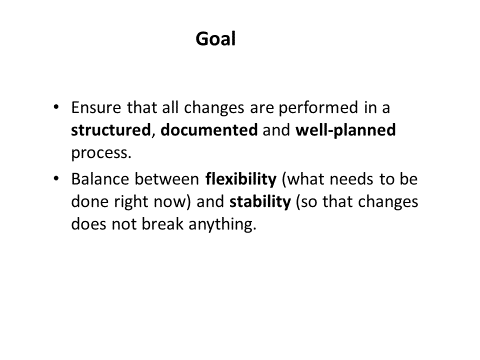 Goal
• Ensure that all changes are performed in a
structured, documented and well-planned
process.
• Balance between flexibility (what needs to be
done right now) and stability (so that changes
does not break anything.